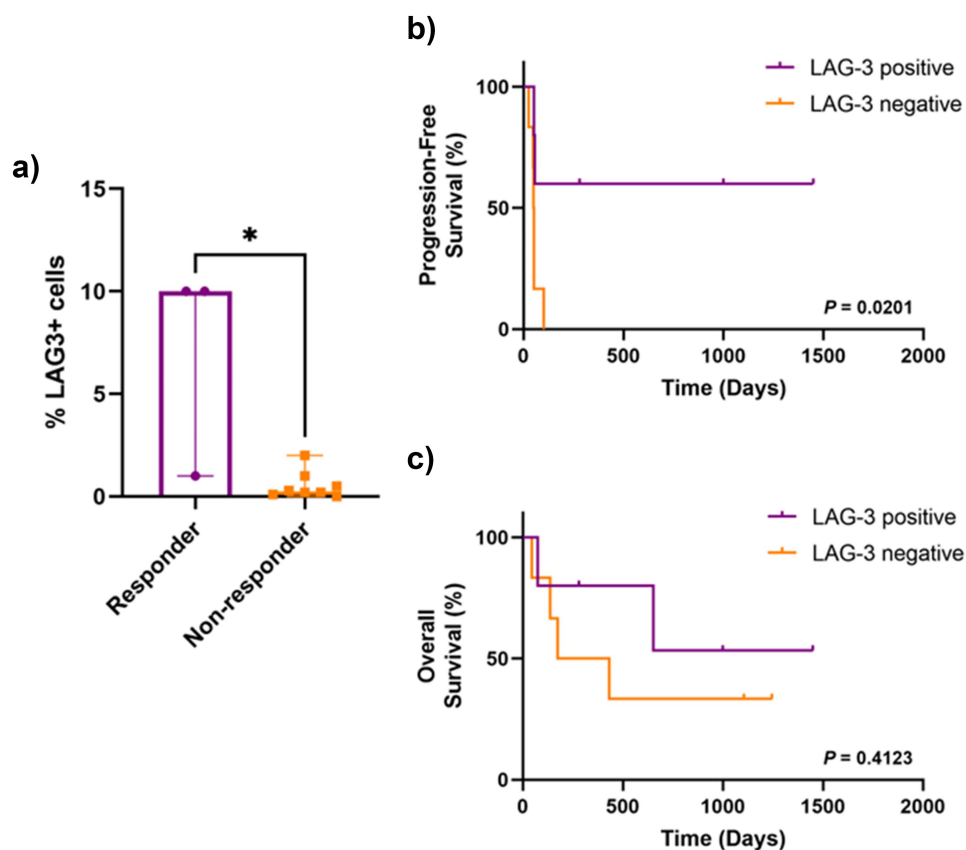 a)
15
10
5
0
% LAG3+ cells
*
Responder
Non-responder
b)
LAG-3 positive
LAG-3 negative
Progression-Free
Survival (%)
100
50
0
P = 0.0201
0 500 1000 1500 2000
Time (Days)
c)
LAG-3 positive
LAG-3 negative
Overall
Survival (%)
100
50
0
P = 0.4123
0 500 1000 1500 2000
Time (Days)